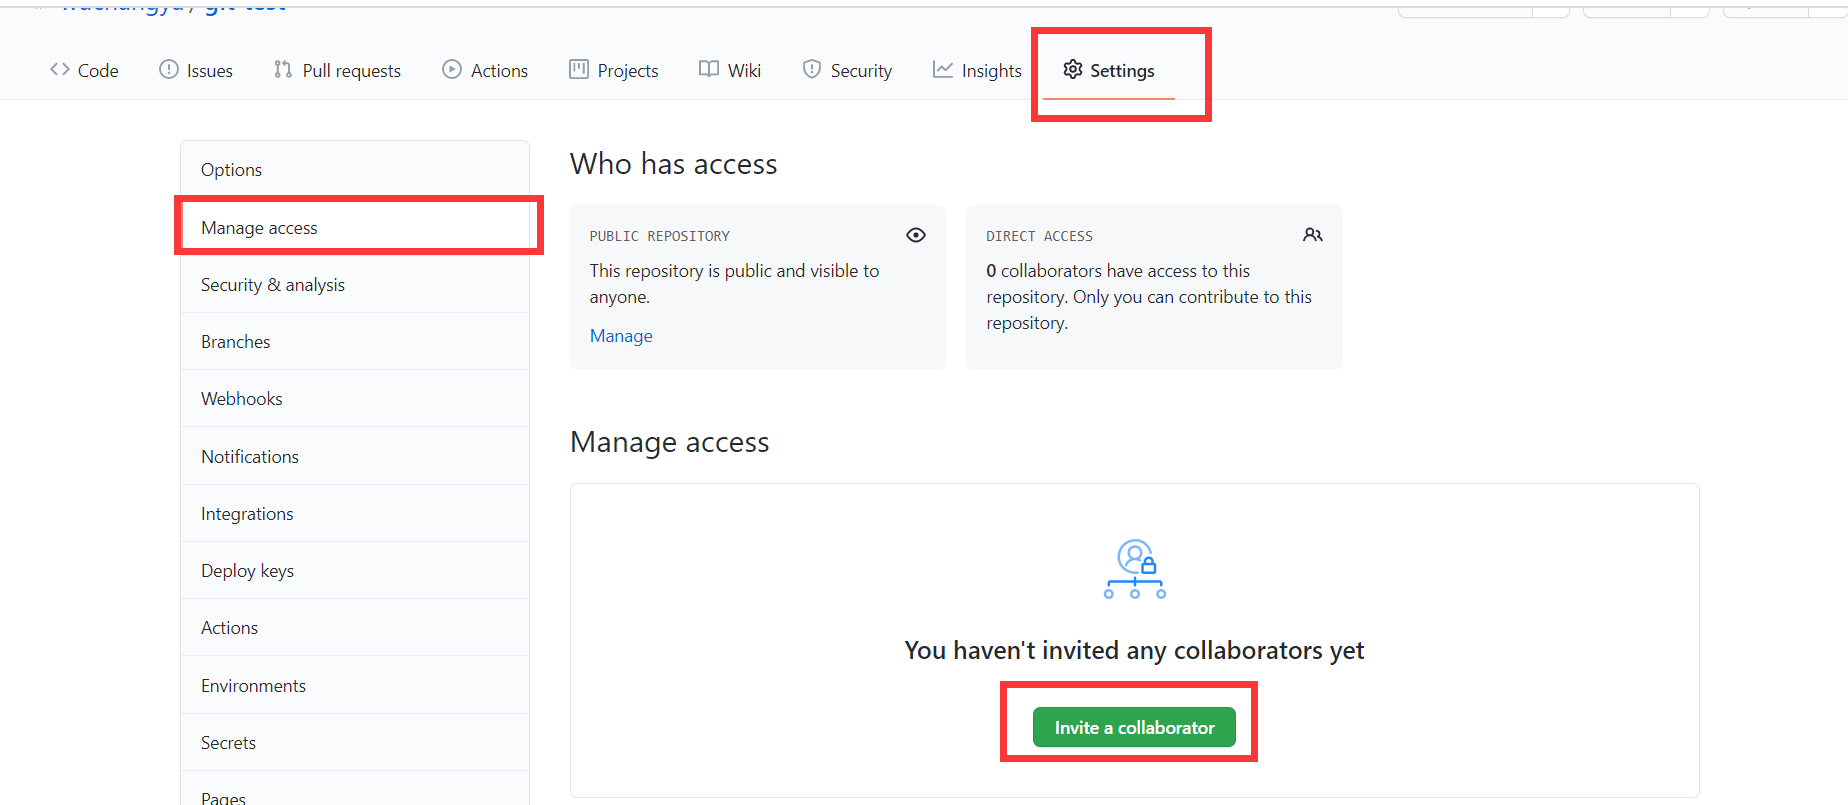 Code Issues Pull requests Actions Projects Wiki Security Insights Settings
Options
Manage access
Security & analysis
Branches
Webhooks
Notifications
Integrations
Deploy keys
Actions
Environments
Secrets
Pages
Who has access
PUBLIC REPOSITORY
This repository is public and visible to
anyone.
Manage
DIRECT ACCESS
0 collaborators have access to this
repository. Only you can contribute to this
repository.
Manage access
You haven't invited any collaborators yet
Invite a collaborator